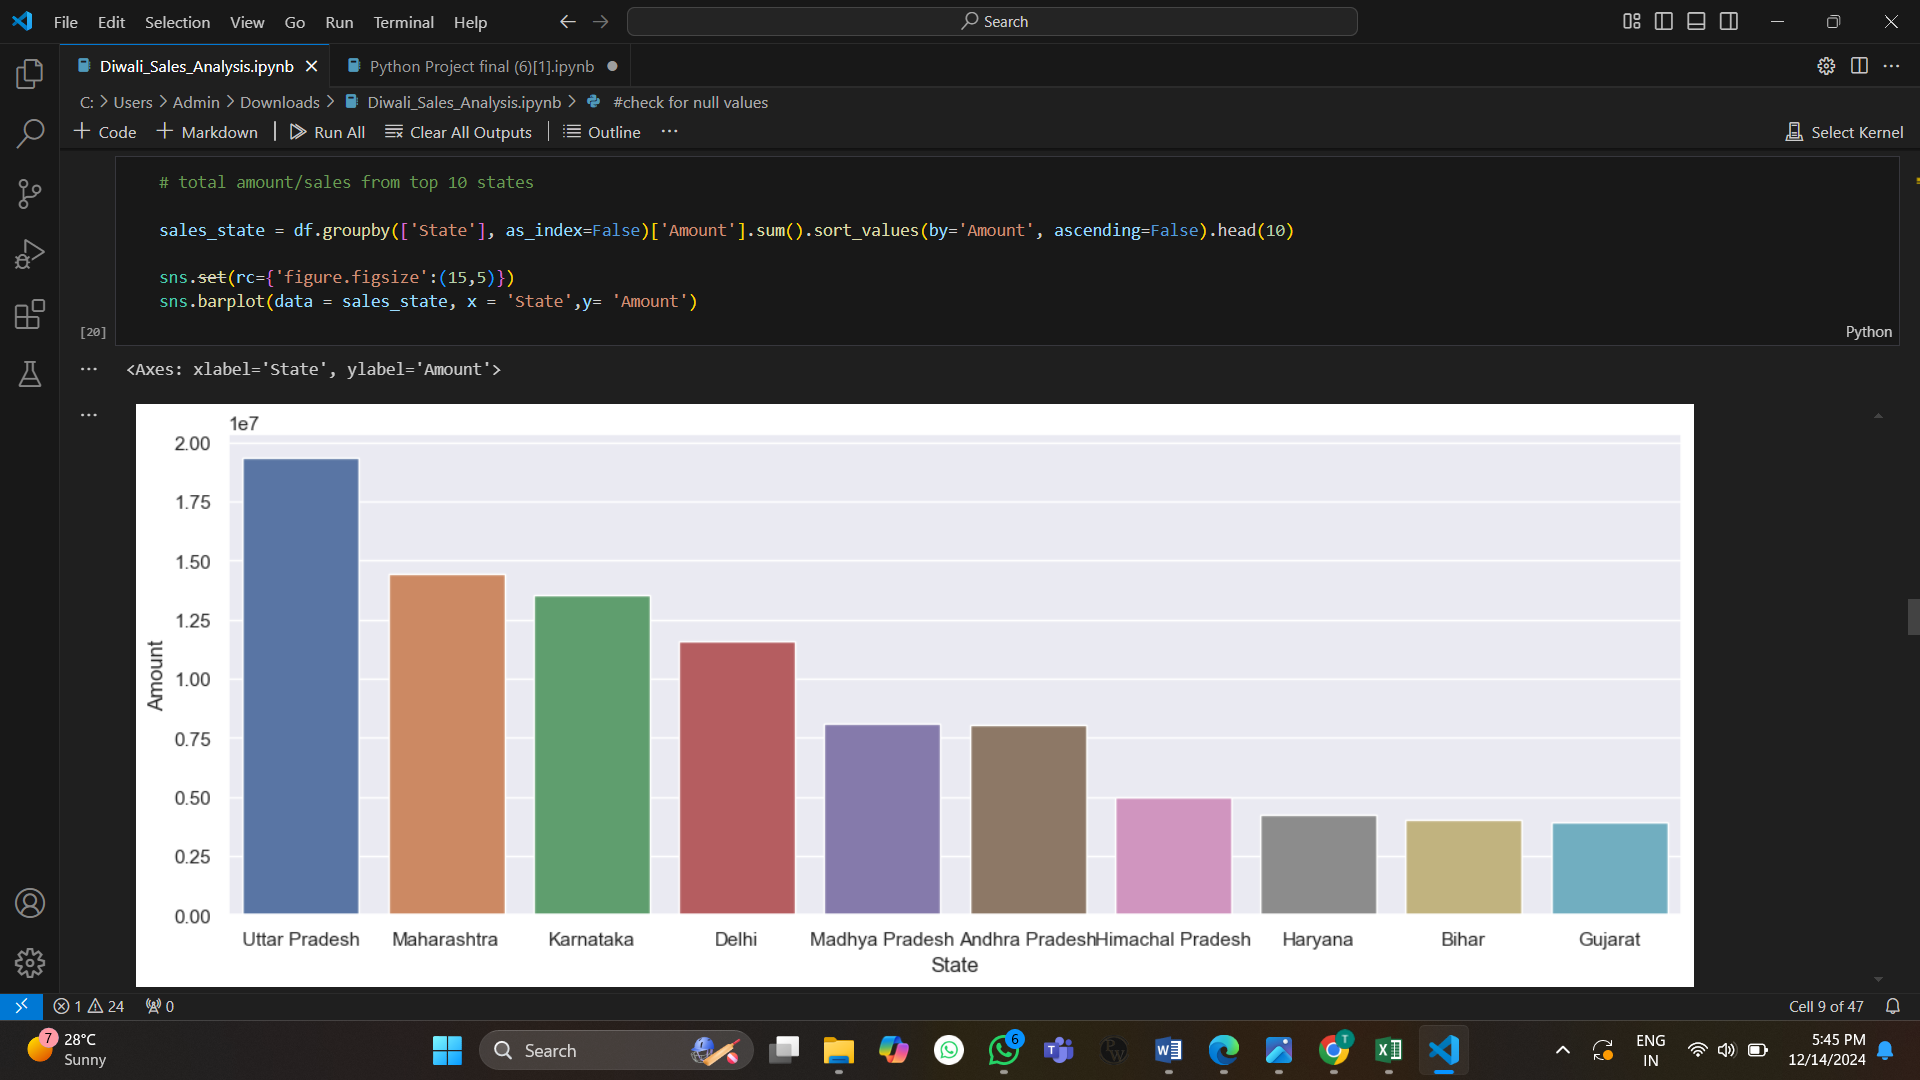 File Edit Selection View Go Run Terminal Help
Search
Diwali_Sales_Analysis.ipynb
Python Project final (6)[1].ipynb
C: > Users > Admin > Downloads > Diwali_Sales_Analysis.ipynb > #check for null values
+ Code + Markdown | Run All Clear All Outputs | Outline ...
Select Kernel
# total amount/sales from top 10 states
sales_state = df.groupby(['State'], as_index=False)['Amount'].sum().sort_values(by='Amount', ascending=False).head(10)
sns.set(rc={'figure.figsize':(15,5)})
sns.barplot(data = sales_state, x = 'State',y= 'Amount')
[20]
Python
<Axes: xlabel='State', ylabel='Amount'>
1e7
2.00
1.75
1.50
1.25
1.00
0.75
0.50
0.25
0.00
Amount
Uttar Pradesh Maharashtra Karnataka Delhi Madhya Pradesh Andhra Pradesh Himachal Pradesh Haryana Bihar Gujarat
State
1 24 0
Cell 9 of 47
7
28°C
Sunny
Search
6
T
ENG
IN
5:45 PM
12/14/2024